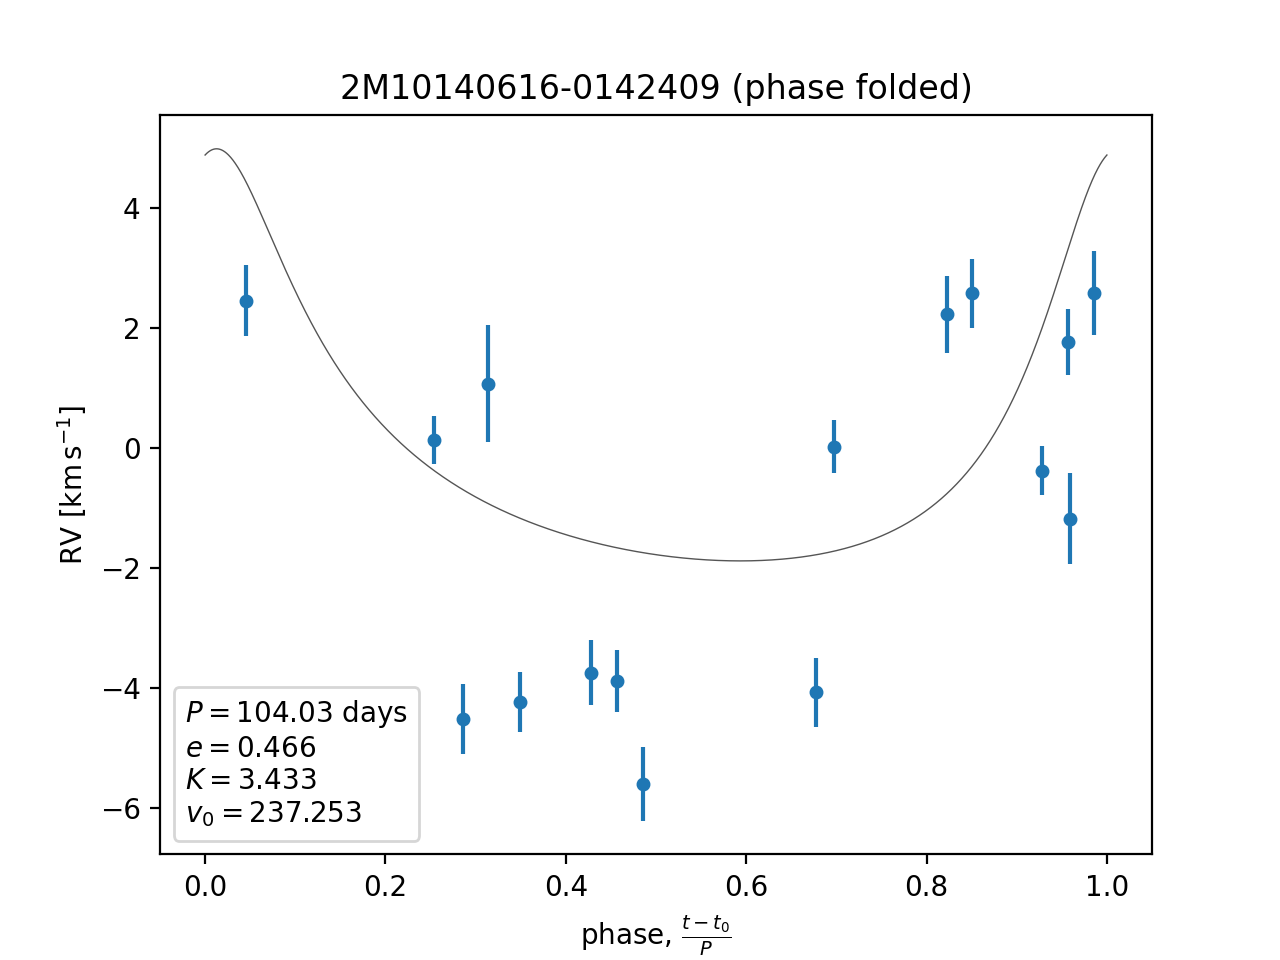 2M10140616-0142409 (phase folded)
RV [km s⁻¹]
4
2
0
−2
−4
−6
P = 104.03 days
e = 0.466
K = 3.433
v₀ = 237.253
0.0 0.2 0.4 0.6 0.8 1.0
phase, (t − t₀)/P